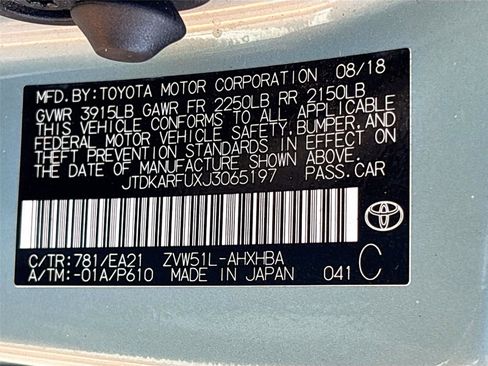 MFD. BY: TOYOTA MOTOR CORPORATION 08/18
GVWR 3915LB GAWR FR 2250LB RR 2150LB
THIS VEHICLE CONFORMS TO ALL APPLICABLE
FEDERAL MOTOR VEHICLE SAFETY, BUMPER, AND
THEFT PREVENTION STANDARDS IN EFFECT ON
THE DATE OF MANUFACTURE SHOWN ABOVE.
JTDKARFUXJ3065197 PASS. CAR
C/TR: 781/EA21 ZVW51L-AHXHBA
A/TM: -01A/P610 MADE IN JAPAN 041 C